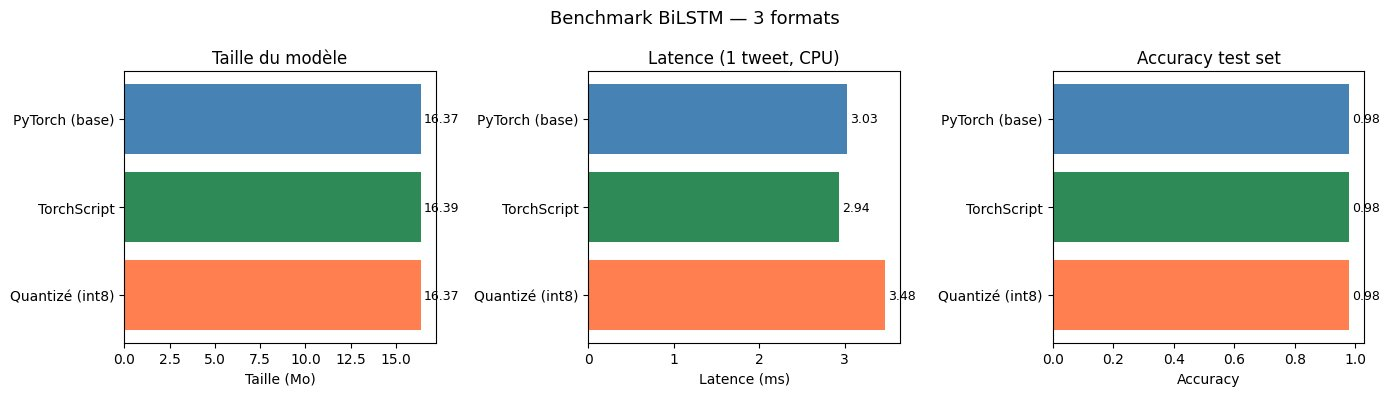 Benchmark BiLSTM — 3 formats
Taille du modèle
PyTorch (base)
TorchScript
Quantizé (int8)
16.37
16.39
16.37
0.0 2.5 5.0 7.5 10.0 12.5 15.0
Taille (Mo)
Latence (1 tweet, CPU)
PyTorch (base)
TorchScript
Quantizé (int8)
3.03
2.94
3.48
0 1 2 3
Latence (ms)
Accuracy test set
PyTorch (base)
TorchScript
Quantizé (int8)
0.98
0.98
0.98
0.0 0.2 0.4 0.6 0.8 1.0
Accuracy